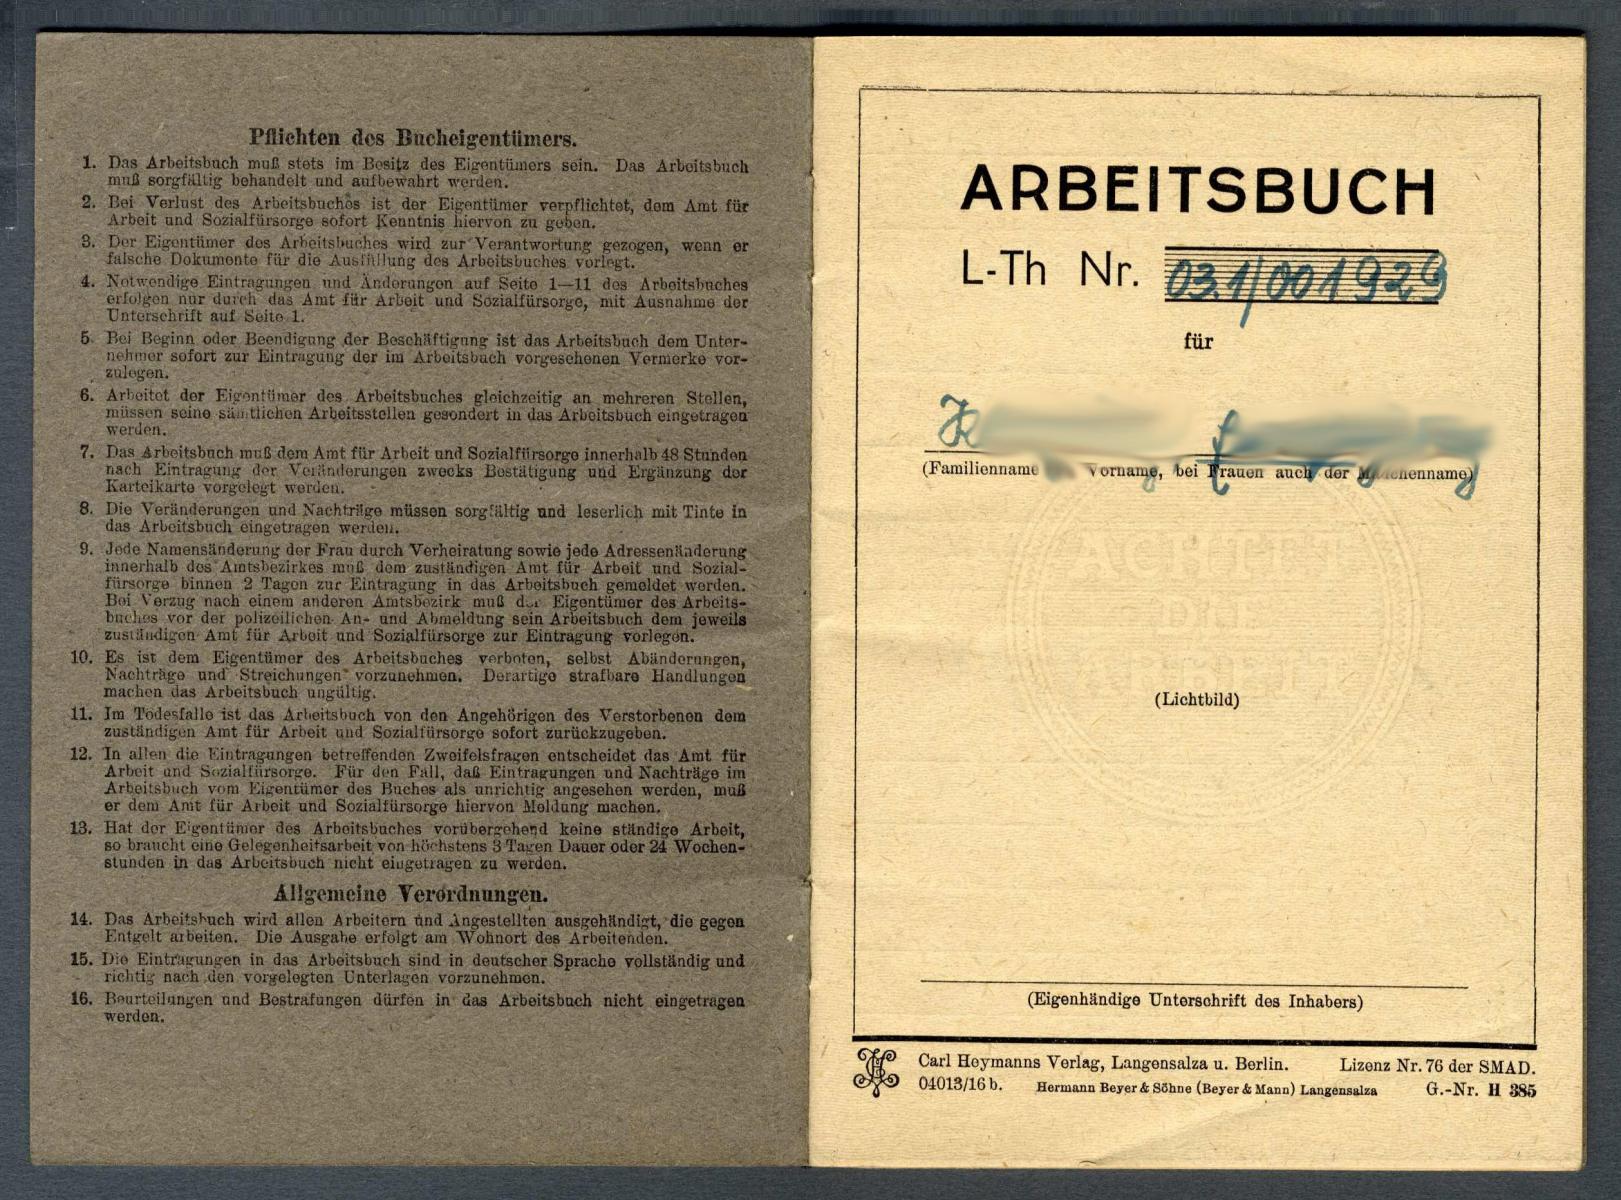 Pflichten des Bucheigentümers.
1. Das Arbeitsbuch muß stets im Besitz des Eigentümers sein. Das Arbeitsbuch
muß sorgfältig behandelt und aufbewahrt werden.
2. Bei Verlust des Arbeitsbuches ist der Eigentümer verpflichtet, dem Amt für
Arbeit und Sozialfürsorge sofort Kenntnis hiervon zu geben.
3. Der Eigentümer des Arbeitsbuches wird zur Verantwortung gezogen, wenn er
falsche Dokumente für die Ausfüllung des Arbeitsbuches vorlegt.
4. Notwendige Eintragungen und Änderungen auf Seite 1—11 des Arbeitsbuches
erfolgen nur durch das Amt für Arbeit und Sozialfürsorge, mit Ausnahme der
Unterschrift auf Seite 1.
5. Bei Beginn oder Beendigung der Beschäftigung ist das Arbeitsbuch dem Unter-
nehmer sofort zur Eintragung der im Arbeitsbuch vorgesehenen Vermerke vor-
zulegen.
6. Arbeitet der Eigentümer des Arbeitsbuches gleichzeitig an mehreren Stellen,
müssen seine sämtlichen Arbeitsstellen gesondert in das Arbeitsbuch eingetragen
werden.
7. Das Arbeitsbuch muß dem Amt für Arbeit und Sozialfürsorge innerhalb 48 Stunden
nach Eintragung der Veränderungen zwecks Bestätigung und Ergänzung der
Karteikarte vorgelegt werden.
8. Die Veränderungen und Nachträge müssen sorgfältig und leserlich mit Tinte in
das Arbeitsbuch eingetragen werden.
9. Jede Namensänderung der Frau durch Verheiratung sowie jede Adressenänderung
innerhalb des Amtsbezirkes muß dem zuständigen Amt für Arbeit und Sozial-
fürsorge binnen 2 Tagen zur Eintragung in das Arbeitsbuch gemeldet werden.
Bei Verzug nach einem anderen Amtsbezirk muß der Eigentümer des Arbeits-
buches vor der polizeilichen An- und Abmeldung sein Arbeitsbuch dem jeweils
zuständigen Amt für Arbeit und Sozialfürsorge zur Eintragung vorlegen.
10. Es ist dem Eigentümer des Arbeitsbuches verboten, selbst Abänderungen,
Nachträge und Streichungen vorzunehmen. Derartige strafbare Handlungen
machen das Arbeitsbuch ungültig.
11. Im Todesfalle ist das Arbeitsbuch von den Angehörigen des Verstorbenen dem
zuständigen Amt für Arbeit und Sozialfürsorge sofort zurückzugeben.
12. In allen die Eintragungen betreffenden Zweifelsfragen entscheidet das Amt für
Arbeit und Sozialfürsorge. Für den Fall, daß Eintragungen und Nachträge im
Arbeitsbuch vom Eigentümer des Buches als unrichtig angesehen werden, muß
er dem Amt für Arbeit und Sozialfürsorge hiervon Meldung machen.
13. Hat der Eigentümer des Arbeitsbuches vorübergehend keine ständige Arbeit,
so braucht eine Gelegenheitsarbeit von höchstens 3 Tagen Dauer oder 24 Wochen-
stunden in das Arbeitsbuch nicht eingetragen zu werden.
Allgemeine Verordnungen.
14. Das Arbeitsbuch wird allen Arbeitern und Angestellten ausgehändigt, die gegen
Entgelt arbeiten. Die Ausgabe erfolgt am Wohnort des Arbeitenden.
15. Die Eintragungen in das Arbeitsbuch sind in deutscher Sprache vollständig und
richtig nach den vorgelegten Unterlagen vorzunehmen.
16. Beurteilungen und Bestrafungen dürfen in das Arbeitsbuch nicht eingetragen
werden.
ARBEITSBUCH
L-Th Nr. 031/001929
für
(Familienname Vorname, bei Frauen auch der Mädchenname)
(Lichtbild)
(Eigenhändige Unterschrift des Inhabers)
Carl Heymanns Verlag, Langensalza u. Berlin. Lizenz Nr. 76 der SMAD.
04013/16 b. Hermann Beyer & Söhne (Beyer & Mann) Langensalza G.-Nr. H 385